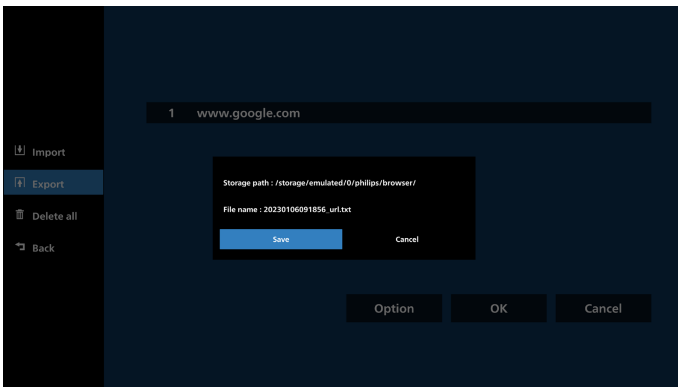 1 www.google.com
Import
Export
Delete all
Back
Storage path : /storage/emulated/0/philips/browser/
File name : 20230106091856_url.txt
Save Cancel
Option OK Cancel